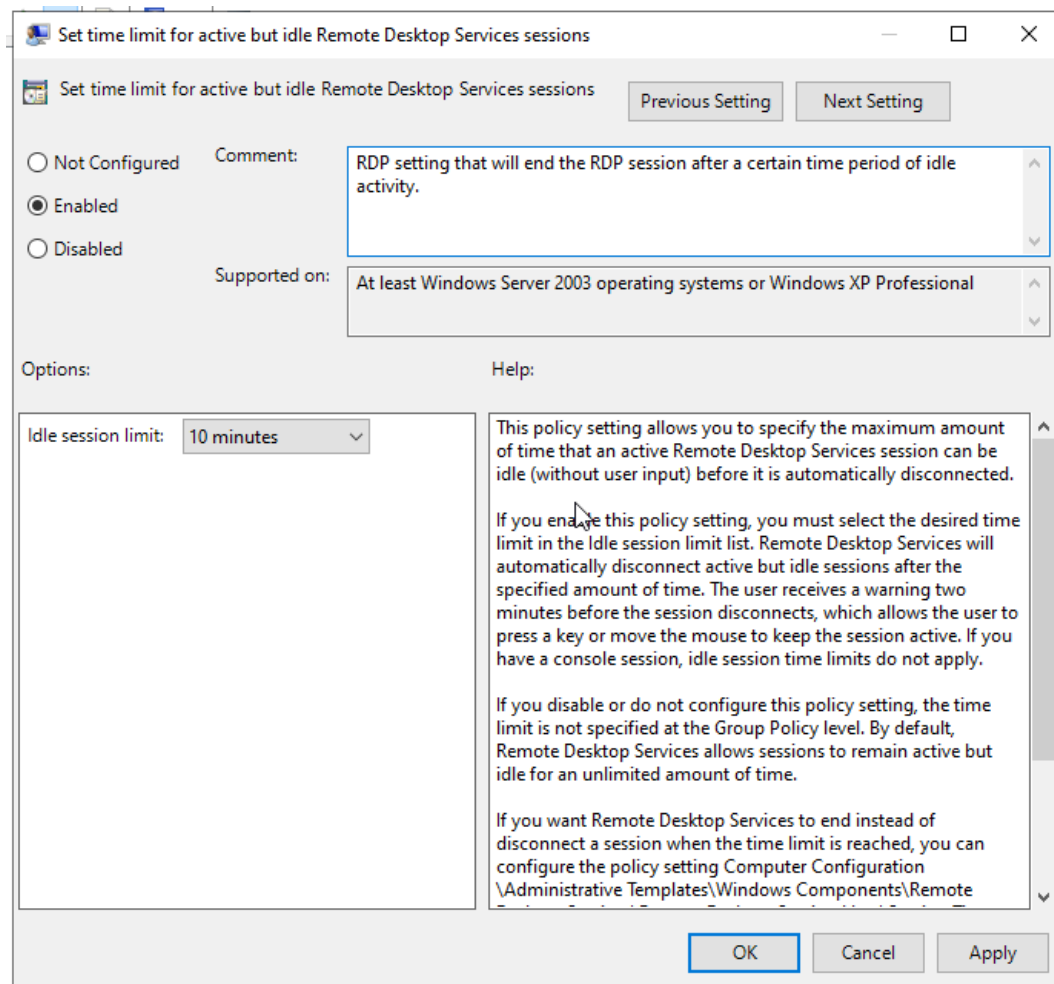 Set time limit for active but idle Remote Desktop Services sessions
Set time limit for active but idle Remote Desktop Services sessions
Previous Setting
Next Setting
Not Configured
Enabled
Disabled
Comment:
RDP setting that will end the RDP session after a certain time period of idle
activity.
Supported on:
At least Windows Server 2003 operating systems or Windows XP Professional
Options:
Help:
Idle session limit:
10 minutes
This policy setting allows you to specify the maximum amount
of time that an active Remote Desktop Services session can be
idle (without user input) before it is automatically disconnected.
If you enable this policy setting, you must select the desired time
limit in the Idle session limit list. Remote Desktop Services will
automatically disconnect active but idle sessions after the
specified amount of time. The user receives a warning two
minutes before the session disconnects, which allows the user to
press a key or move the mouse to keep the session active. If you
have a console session, idle session time limits do not apply.
If you disable or do not configure this policy setting, the time
limit is not specified at the Group Policy level. By default,
Remote Desktop Services allows sessions to remain active but
idle for an unlimited amount of time.
If you want Remote Desktop Services to end instead of
disconnect a session when the time limit is reached, you can
configure the policy setting Computer Configuration
\Administrative Templates\Windows Components\Remote
OK
Cancel
Apply